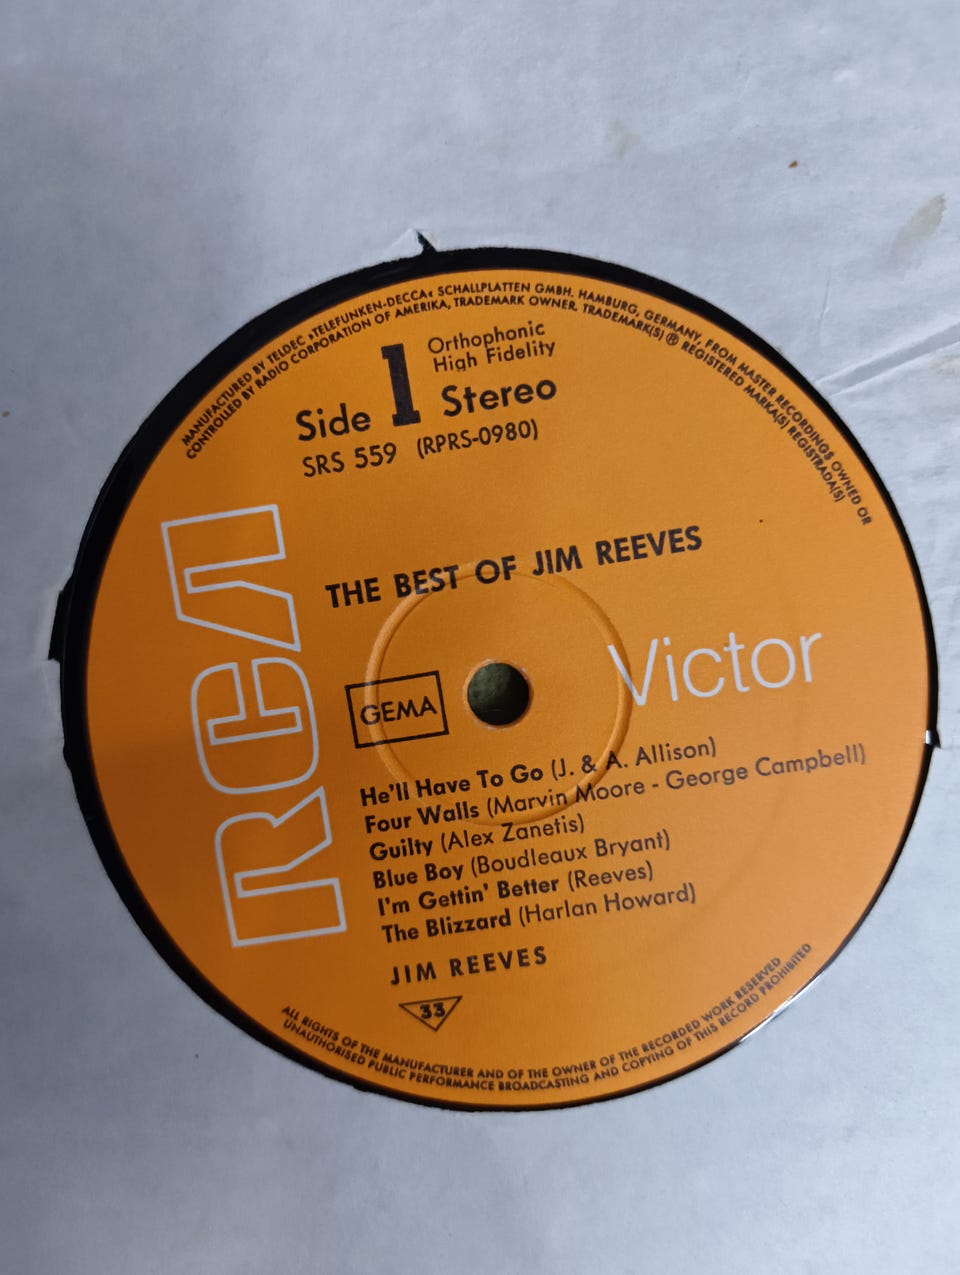 MANUFACTURED BY TELDEC »TELEFUNKEN-DECCA« SCHALLPLATTEN GMBH. HAMBURG, GERMANY, FROM MASTER RECORDINGS OWNED OR
CONTROLLED BY RADIO CORPORATION OF AMERIKA, TRADEMARK OWNER, TRADEMARK(S) ® REGISTERED MARKA(S) REGISTRADA(S)
Orthophonic
High Fidelity
Side 1 Stereo
SRS 559 (RPRS-0980)
THE BEST OF JIM REEVES
RCA Victor
GEMA
He'll Have To Go (J. & A. Allison)
Four Walls (Marvin Moore - George Campbell)
Guilty (Alex Zanetis)
Blue Boy (Boudleaux Bryant)
I'm Gettin' Better (Reeves)
The Blizzard (Harlan Howard)
JIM REEVES
33
ALL RIGHTS OF THE MANUFACTURER AND OF THE OWNER OF THE RECORDED WORK RESERVED
UNAUTHORISED PUBLIC PERFORMANCE BROADCASTING AND COPYING OF THIS RECORD PROHIBITED